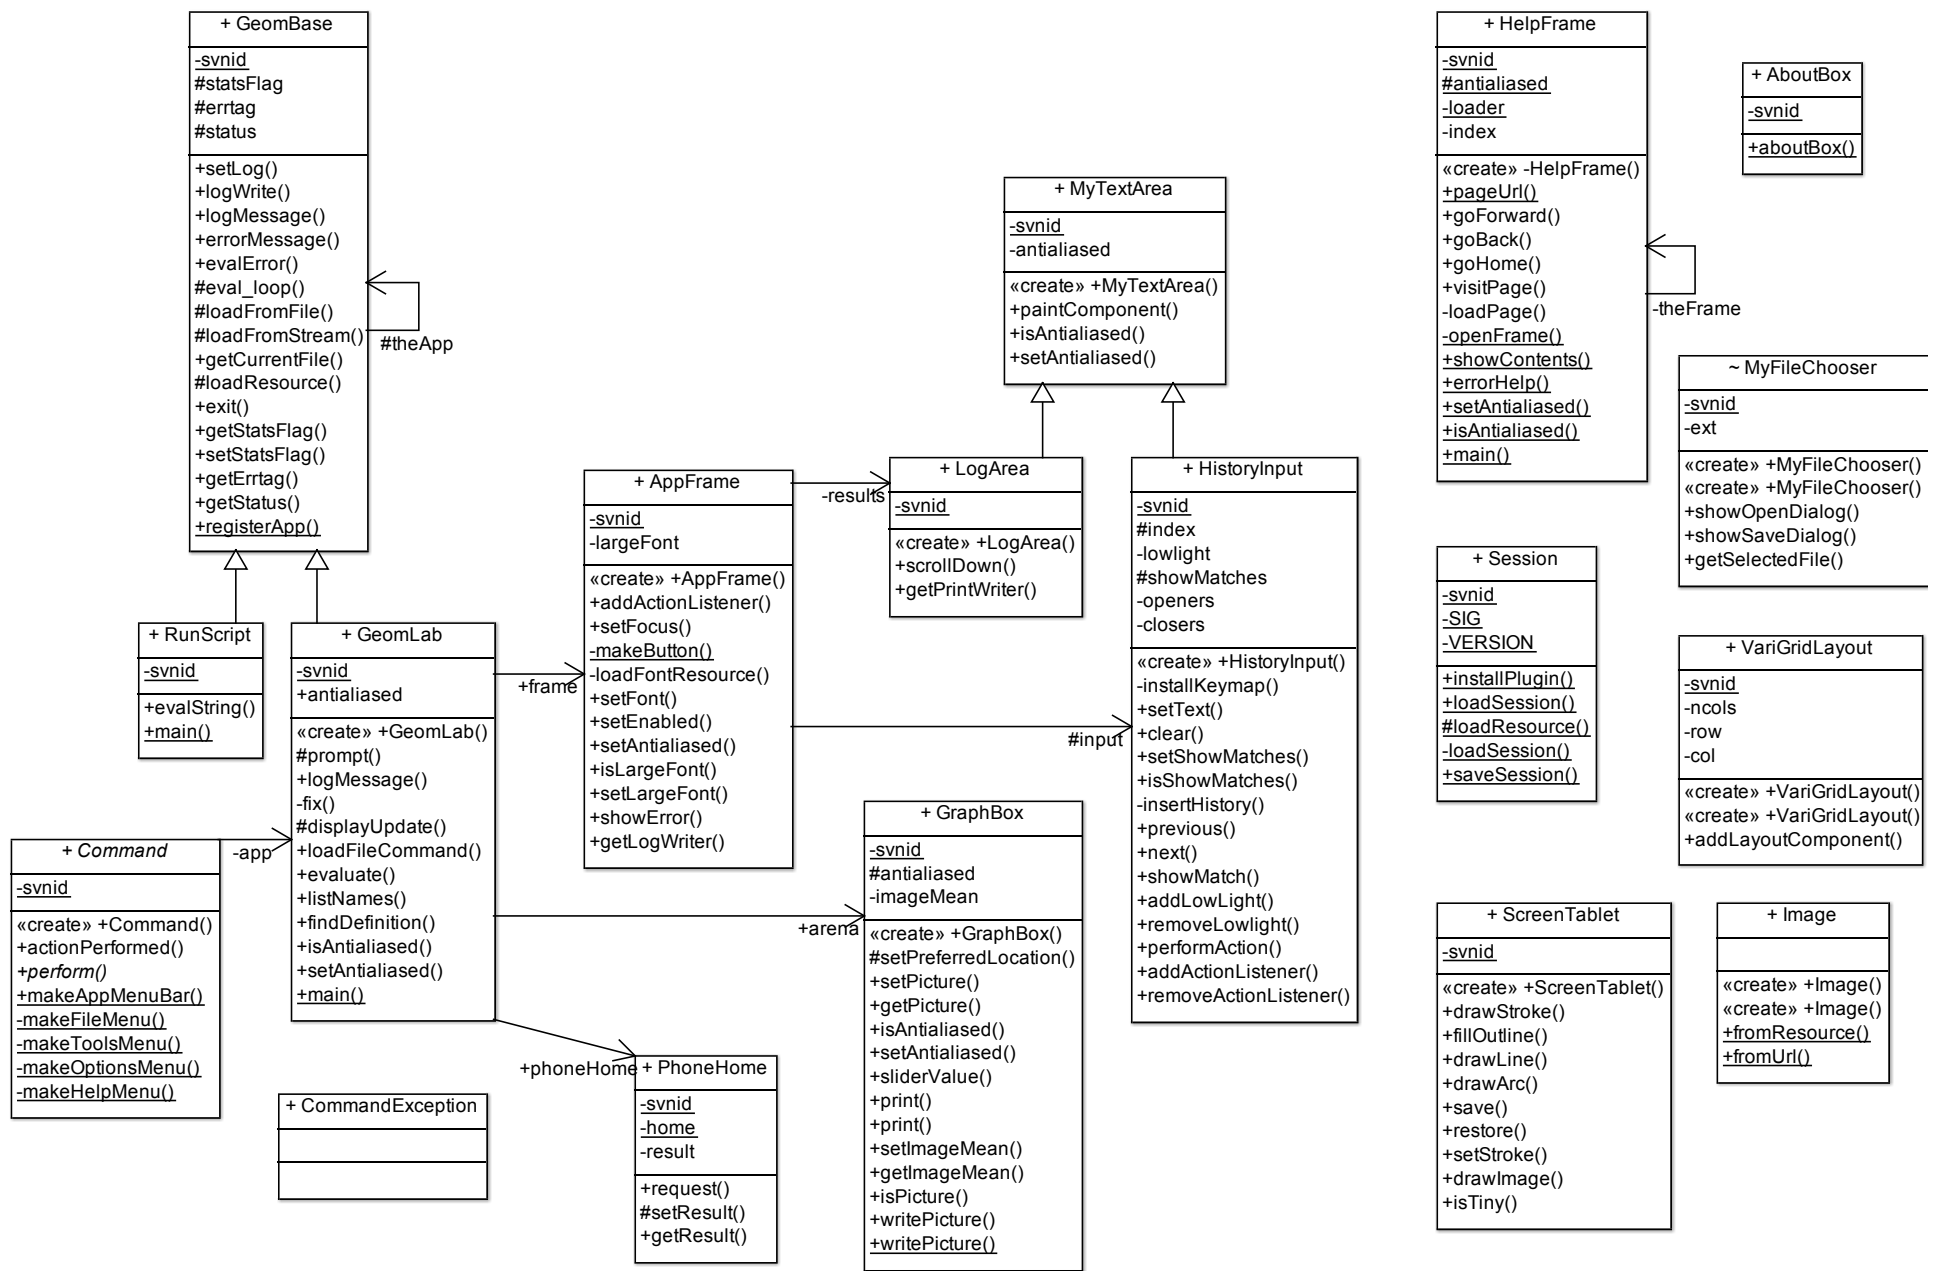 + GeomBase
-svnid
#statsFlag
#errtag
#status
+setLog()
+logWrite()
+logMessage()
+errorMessage()
+evalError()
#eval_loop()
#loadFromFile()
#loadFromStream()
+getCurrentFile()
#loadResource()
+exit()
+getStatsFlag()
+setStatsFlag()
+getErrtag()
+getStatus()
+registerApp()
#theApp
+ RunScript
-svnid
+evalString()
+main()
+ GeomLab
-svnid
+antialiased
«create» +GeomLab()
#prompt()
+logMessage()
-fix()
#displayUpdate()
+loadFileCommand()
+evaluate()
+listNames()
+findDefinition()
+isAntialiased()
+setAntialiased()
+main()
+ Command
-svnid
«create» +Command()
+actionPerformed()
+perform()
+makeAppMenuBar()
-makeFileMenu()
-makeToolsMenu()
-makeOptionsMenu()
-makeHelpMenu()
-app
+ CommandException
+frame
+arena
+phoneHome
+ AppFrame
-svnid
-largeFont
«create» +AppFrame()
+addActionListener()
+setFocus()
-makeButton()
-loadFontResource()
+setFont()
+setEnabled()
+setAntialiased()
+isLargeFont()
+setLargeFont()
+showError()
+getLogWriter()
-results
#input
+ PhoneHome
-svnid
-home
-result
+request()
#setResult()
+getResult()
+ MyTextArea
-svnid
-antialiased
«create» +MyTextArea()
+paintComponent()
+isAntialiased()
+setAntialiased()
+ LogArea
-svnid
«create» +LogArea()
+scrollDown()
+getPrintWriter()
+ HistoryInput
-svnid
#index
-lowlight
#showMatches
-openers
-closers
«create» +HistoryInput()
-installKeymap()
+setText()
+clear()
+setShowMatches()
+isShowMatches()
-insertHistory()
+previous()
+next()
+showMatch()
+addLowLight()
+removeLowlight()
+performAction()
+addActionListener()
+removeActionListener()
+ GraphBox
-svnid
#antialiased
-imageMean
«create» +GraphBox()
#setPreferredLocation()
+setPicture()
+getPicture()
+isAntialiased()
+setAntialiased()
+sliderValue()
+print()
+print()
+setImageMean()
+getImageMean()
+isPicture()
+writePicture()
+writePicture()
+ HelpFrame
-svnid
#antialiased
-loader
-index
«create» -HelpFrame()
+pageUrl()
+goForward()
+goBack()
+goHome()
+visitPage()
-loadPage()
-openFrame()
+showContents()
+errorHelp()
+setAntialiased()
+isAntialiased()
+main()
-theFrame
+ AboutBox
-svnid
+aboutBox()
~ MyFileChooser
-svnid
-ext
«create» +MyFileChooser()
«create» +MyFileChooser()
+showOpenDialog()
+showSaveDialog()
+getSelectedFile()
+ Session
-svnid
-SIG
-VERSION
+installPlugin()
+loadSession()
#loadResource()
-loadSession()
+saveSession()
+ VariGridLayout
-svnid
-ncols
-row
-col
«create» +VariGridLayout()
«create» +VariGridLayout()
+addLayoutComponent()
+ ScreenTablet
-svnid
«create» +ScreenTablet()
+drawStroke()
+fillOutline()
+drawLine()
+drawArc()
+save()
+restore()
+setStroke()
+drawImage()
+isTiny()
+ Image
«create» +Image()
«create» +Image()
+fromResource()
+fromUrl()